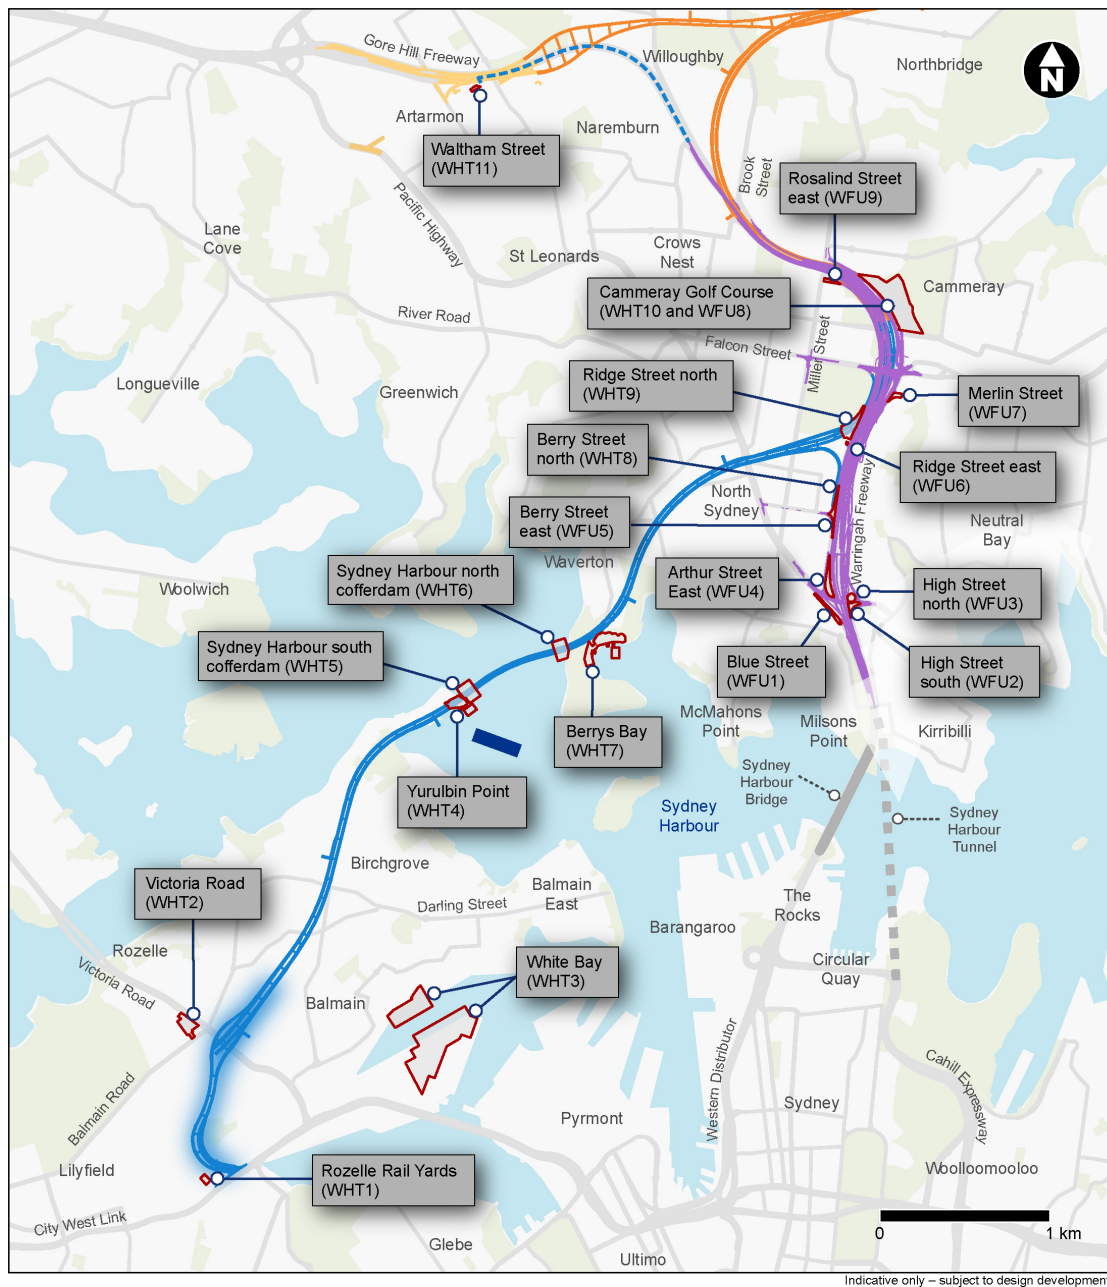 Gore Hill Freeway
Willoughby
Northbridge
N
Artarmon
Naremburn
Waltham Street
(WHT11)
Brook
Street
Rosalind Street
east (WFU9)
Pacific Highway
Lane
Cove
St Leonards
Crows
Nest
Cammeray Golf Course
(WHT10 and WFU8)
Cammeray
River Road
Falcon Street
Miller Street
Longueville
Greenwich
Ridge Street north
(WHT9)
Merlin Street
(WFU7)
Berry Street
north (WHT8)
Ridge Street east
(WFU6)
North
Sydney
Berry Street
east (WFU5)
Warringah Freeway
Neutral
Bay
Waverton
Woolwich
Sydney Harbour north
cofferdam (WHT6)
Arthur Street
East (WFU4)
High Street
north (WFU3)
Sydney Harbour south
cofferdam (WHT5)
Blue Street
(WFU1)
High Street
south (WFU2)
Berrys Bay
(WHT7)
McMahons
Point
Milsons
Point
Kirribilli
Yurulbin Point
(WHT4)
Sydney
Harbour
Bridge
Sydney
Harbour
Sydney
Harbour
Tunnel
Birchgrove
Victoria Road
(WHT2)
Darling Street
Balmain
East
The
Rocks
Barangaroo
Rozelle
Victoria Road
White Bay
(WHT3)
Circular
Quay
Balmain
Western Distributor
Cahill Expressway
Balmain Road
Pyrmont
Sydney
Lilyfield
Rozelle Rail Yards
(WHT1)
Woolloomooloo
City West Link
Glebe
Ultimo
0
1 km
Indicative only – subject to design development